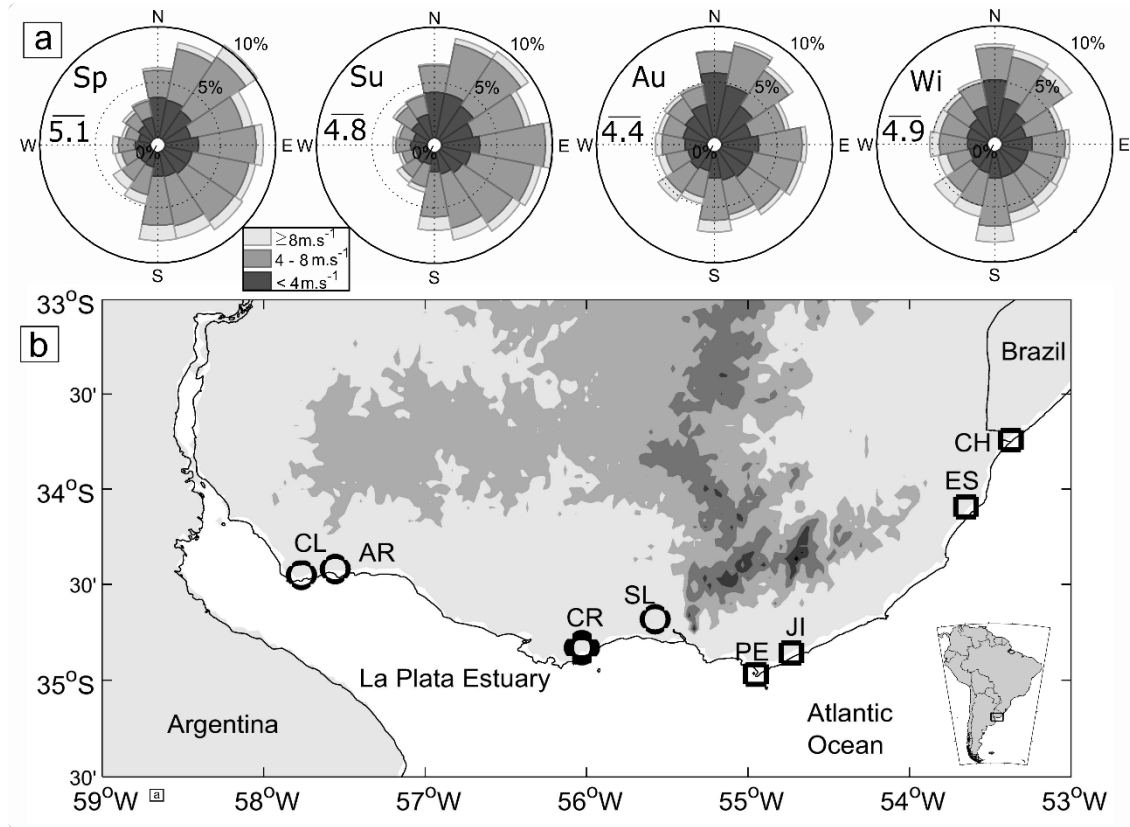 a
N
N
N
N
10%
10%
10%
10%
Sp
Su
Au
Wi
5%
5%
5%
5%
5.1
4.8
4.4
4.9
W
E
W
E
W
E
W
E
0%
0%
0%
0%
S
S
S
S
≥8m.s⁻¹
4 - 8m.s⁻¹
<4m.s⁻¹
33°S
b
Brazil
30'
CH
ES
34°S
CL
AR
30'
SL
CR
JI
PE
35°S
La Plata Estuary
Argentina
Atlantic
Ocean
30'
59°W
a
58°W
57°W
56°W
55°W
54°W
53°W